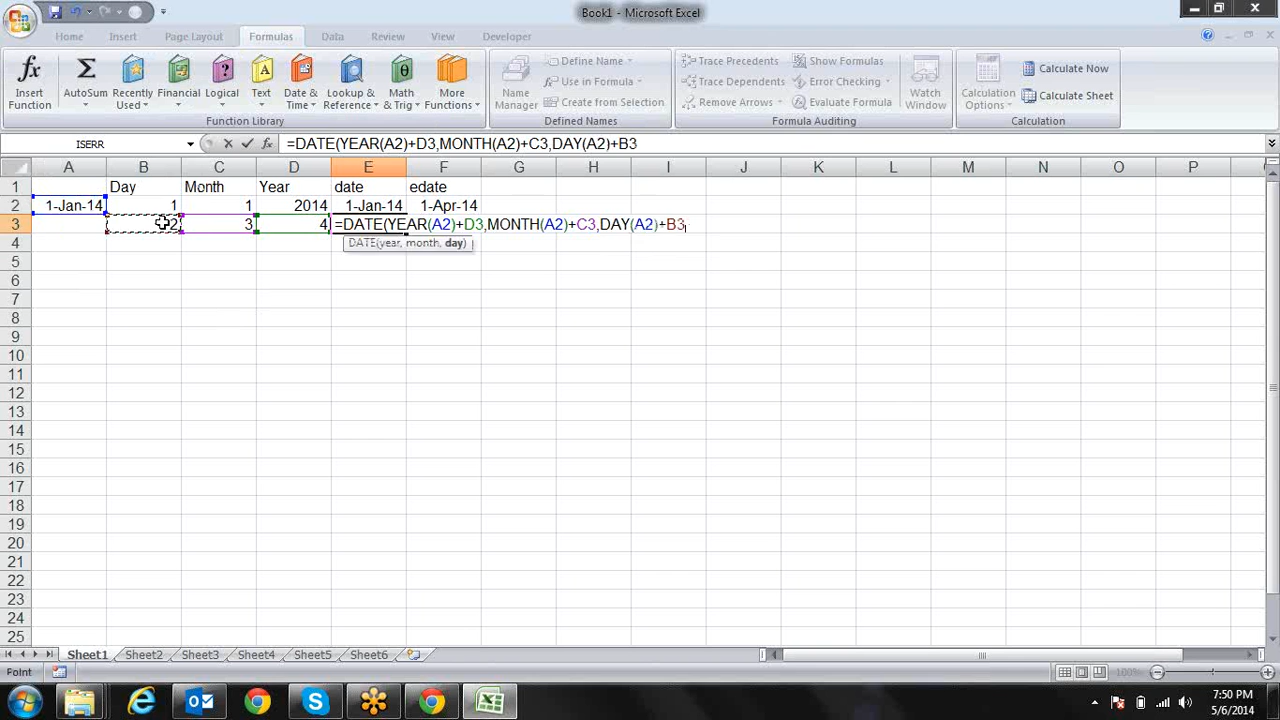 Book1 - Microsoft Excel
Home Insert Page Layout Formulas Data Review View Developer
Insert Function
AutoSum
Recently Used
Financial
Logical
Text
Date & Time
Lookup & Reference
Math & Trig
More Functions
Function Library
Name Manager
Define Name
Use in Formula
Create from Selection
Defined Names
Trace Precedents
Trace Dependents
Remove Arrows
Show Formulas
Error Checking
Evaluate Formula
Watch Window
Formula Auditing
Calculation Options
Calculate Now
Calculate Sheet
Calculation
ISERR fx =DATE(YEAR(A2)+D3,MONTH(A2)+C3,DAY(A2)+B3
A B C D E F G H I J K L M N O P
1 Day Month Year date edate
2 1-Jan-14 1 1 2014 1-Jan-14 1-Apr-14
3 2 3 4 =DATE(YEAR(A2)+D3,MONTH(A2)+C3,DAY(A2)+B3
4 DATE(year, month, day)
5
6
7
8
9
10
11
12
13
14
15
16
17
18
19
20
21
22
23
24
25
Sheet1 Sheet2 Sheet3 Sheet4 Sheet5 Sheet6
Point 100%
7:50 PM
5/6/2014